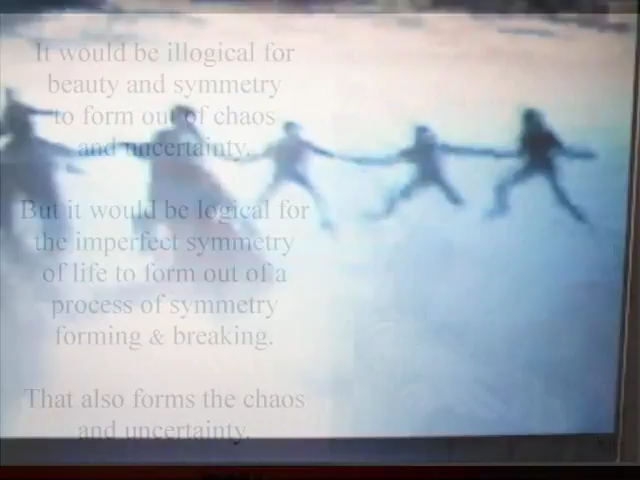 It would be illogical for
beauty and symmetry
to form out of chaos
and uncertainty.
But it would be logical for
the imperfect symmetry
of life to form out of a
process of symmetry
forming & breaking.
That also forms the chaos
and uncertainty.